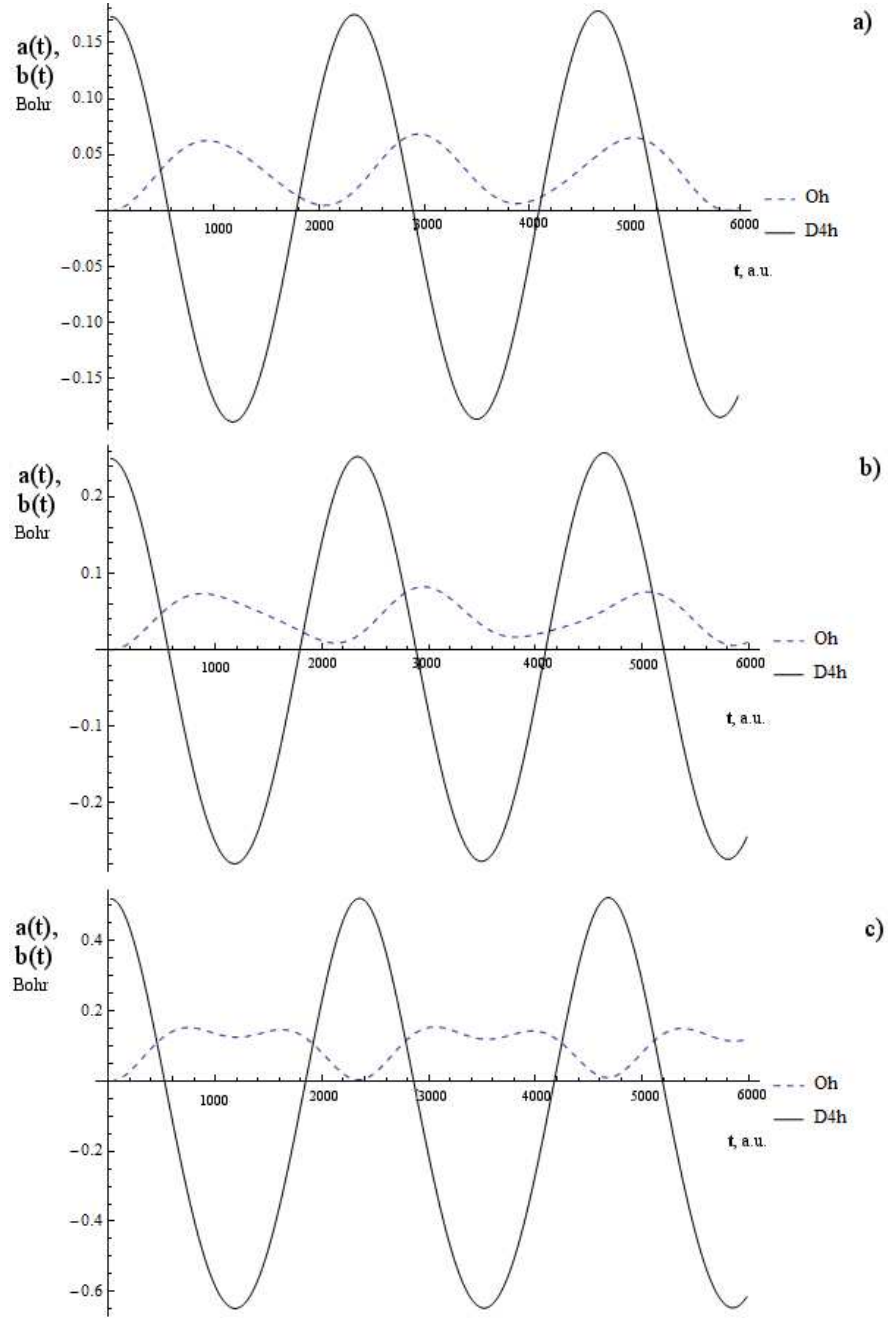 a)
a(t),
b(t)
Bohr
0.15
0.10
0.05
−0.05
−0.10
−0.15
1000 2000 3000 4000 5000 6000
t, a.u.
Oh
D4h
b)
a(t),
b(t)
Bohr
0.2
0.1
−0.1
−0.2
1000 2000 3000 4000 5000 6000
t, a.u.
Oh
D4h
c)
a(t),
b(t)
Bohr
0.4
0.2
−0.2
−0.4
−0.6
1000 2000 3000 4000 5000 6000
t, a.u.
Oh
D4h